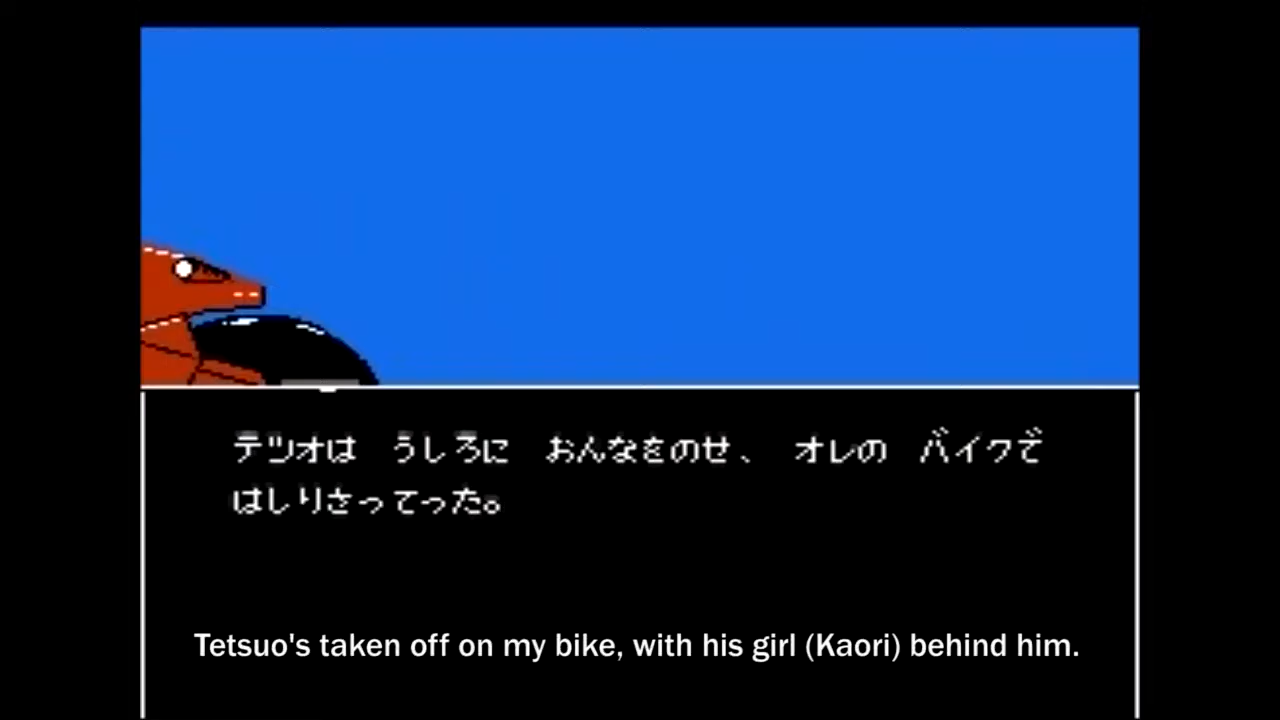 テツオは うしろに おんなをのせ、 オレの バイクで
はしりさってった。
Tetsuo's taken off on my bike, with his girl (Kaori) behind him.